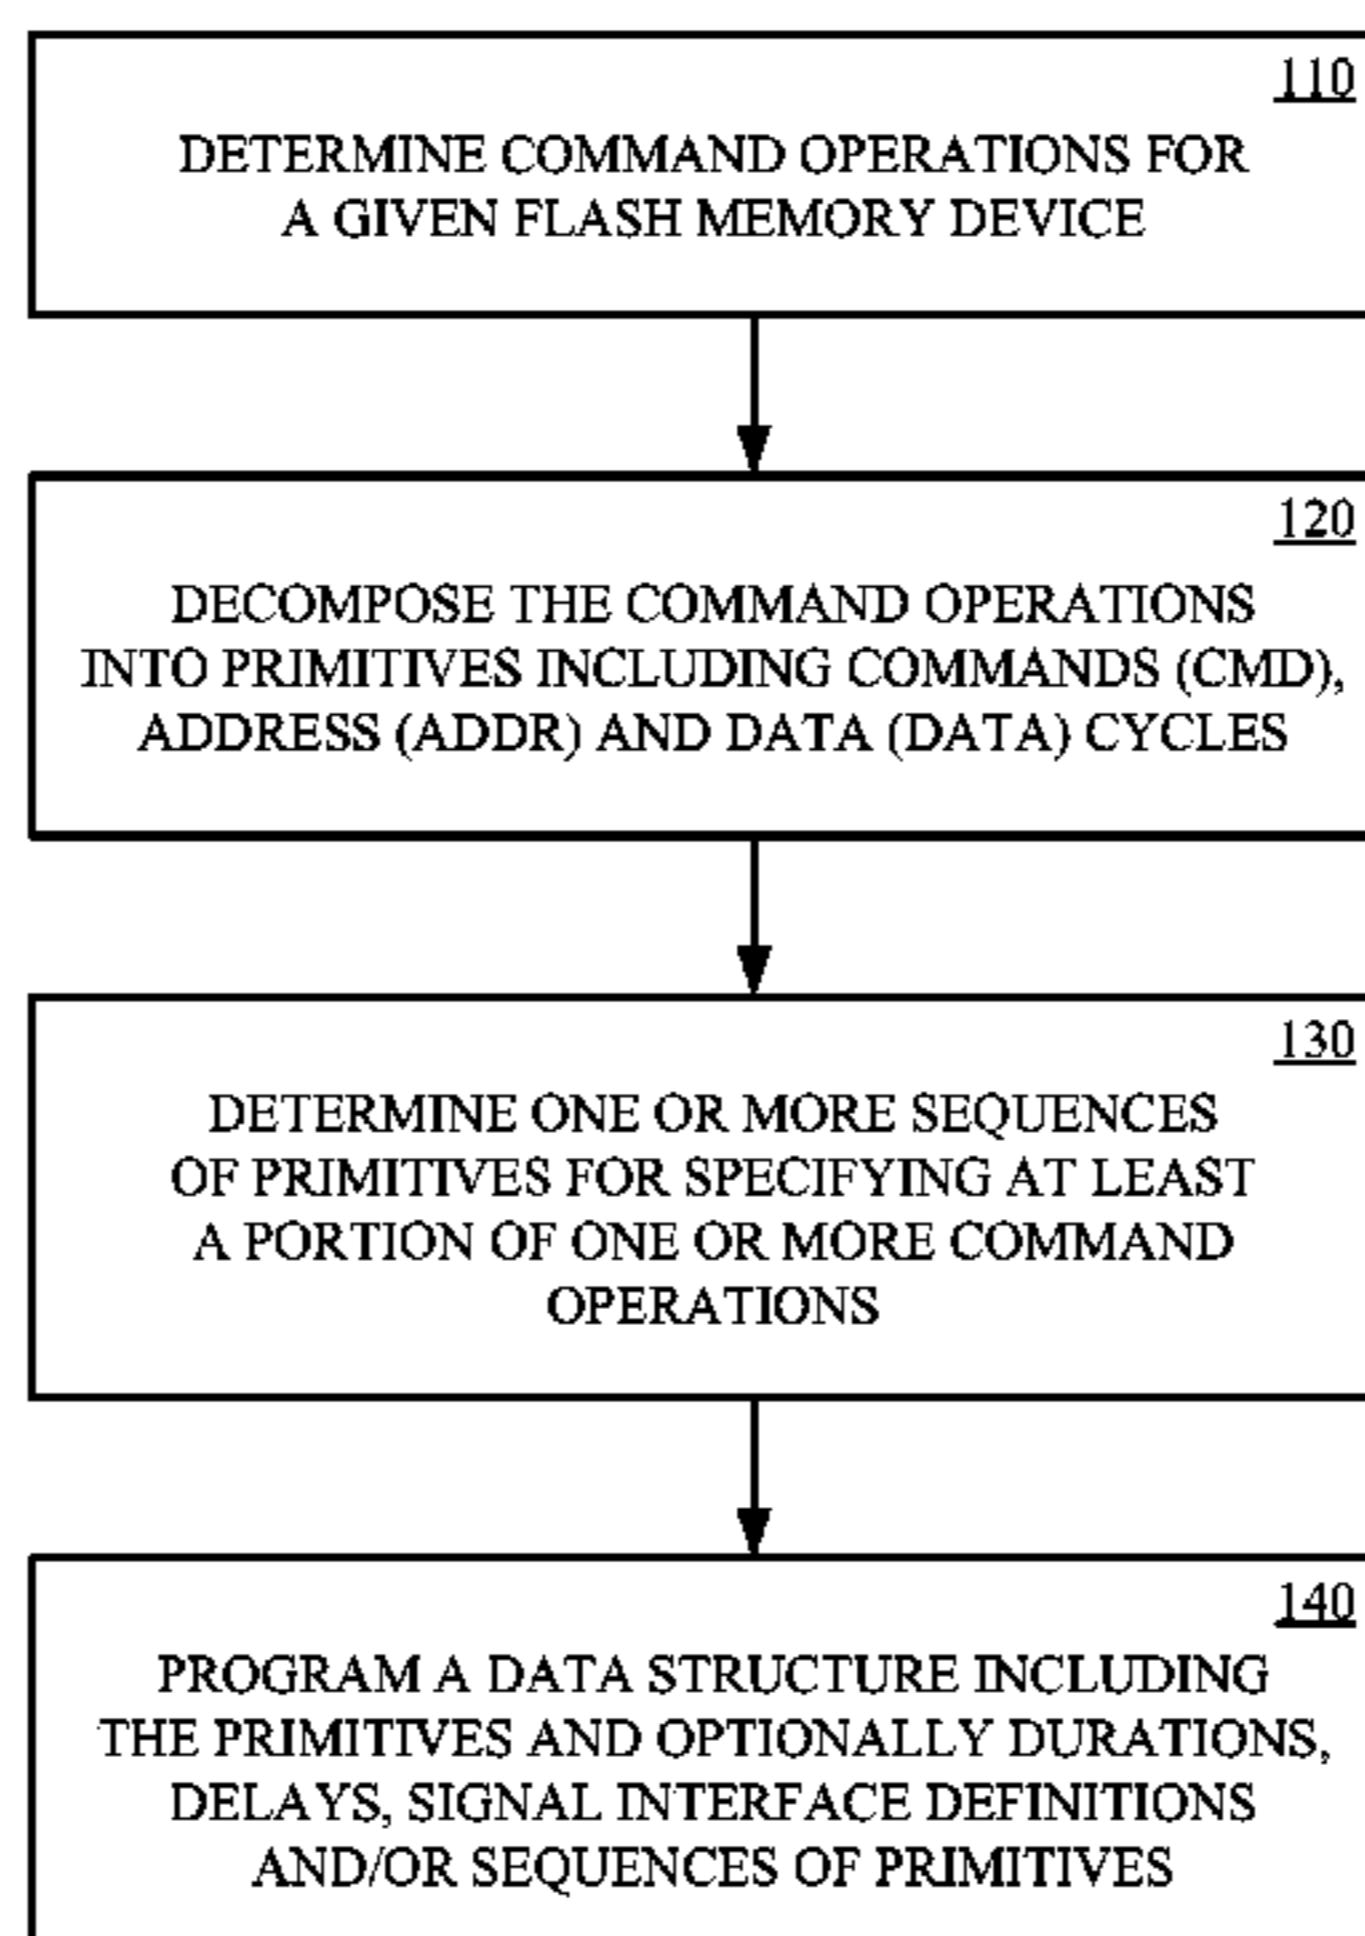 110
DETERMINE COMMAND OPERATIONS FOR
A GIVEN FLASH MEMORY DEVICE
120
DECOMPOSE THE COMMAND OPERATIONS
INTO PRIMITIVES INCLUDING COMMANDS (CMD),
ADDRESS (ADDR) AND DATA (DATA) CYCLES
130
DETERMINE ONE OR MORE SEQUENCES
OF PRIMITIVES FOR SPECIFYING AT LEAST
A PORTION OF ONE OR MORE COMMAND
OPERATIONS
140
PROGRAM A DATA STRUCTURE INCLUDING
THE PRIMITIVES AND OPTIONALLY DURATIONS,
DELAYS, SIGNAL INTERFACE DEFINITIONS
AND/OR SEQUENCES OF PRIMITIVES